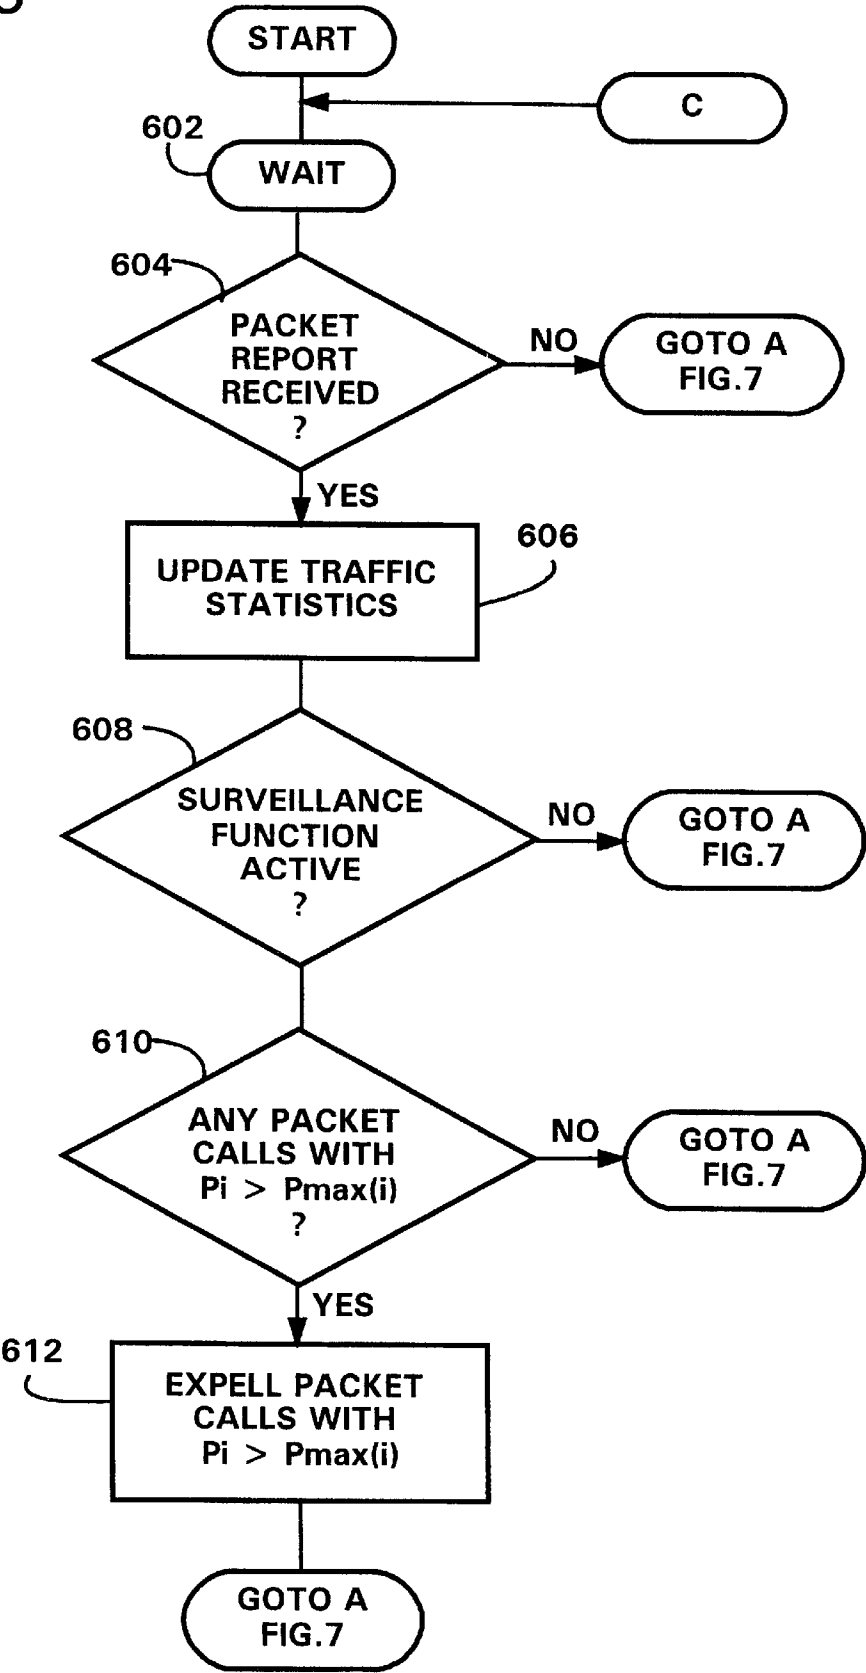 START
C
602
WAIT
604
PACKET
REPORT
RECEIVED
?
NO
GOTO A
FIG.7
YES
606
UPDATE TRAFFIC
STATISTICS
608
SURVEILLANCE
FUNCTION
ACTIVE
?
NO
GOTO A
FIG.7
610
ANY PACKET
CALLS WITH
Pi > Pmax(i)
?
NO
GOTO A
FIG.7
YES
612
EXPELL PACKET
CALLS WITH
Pi > Pmax(i)
GOTO A
FIG.7